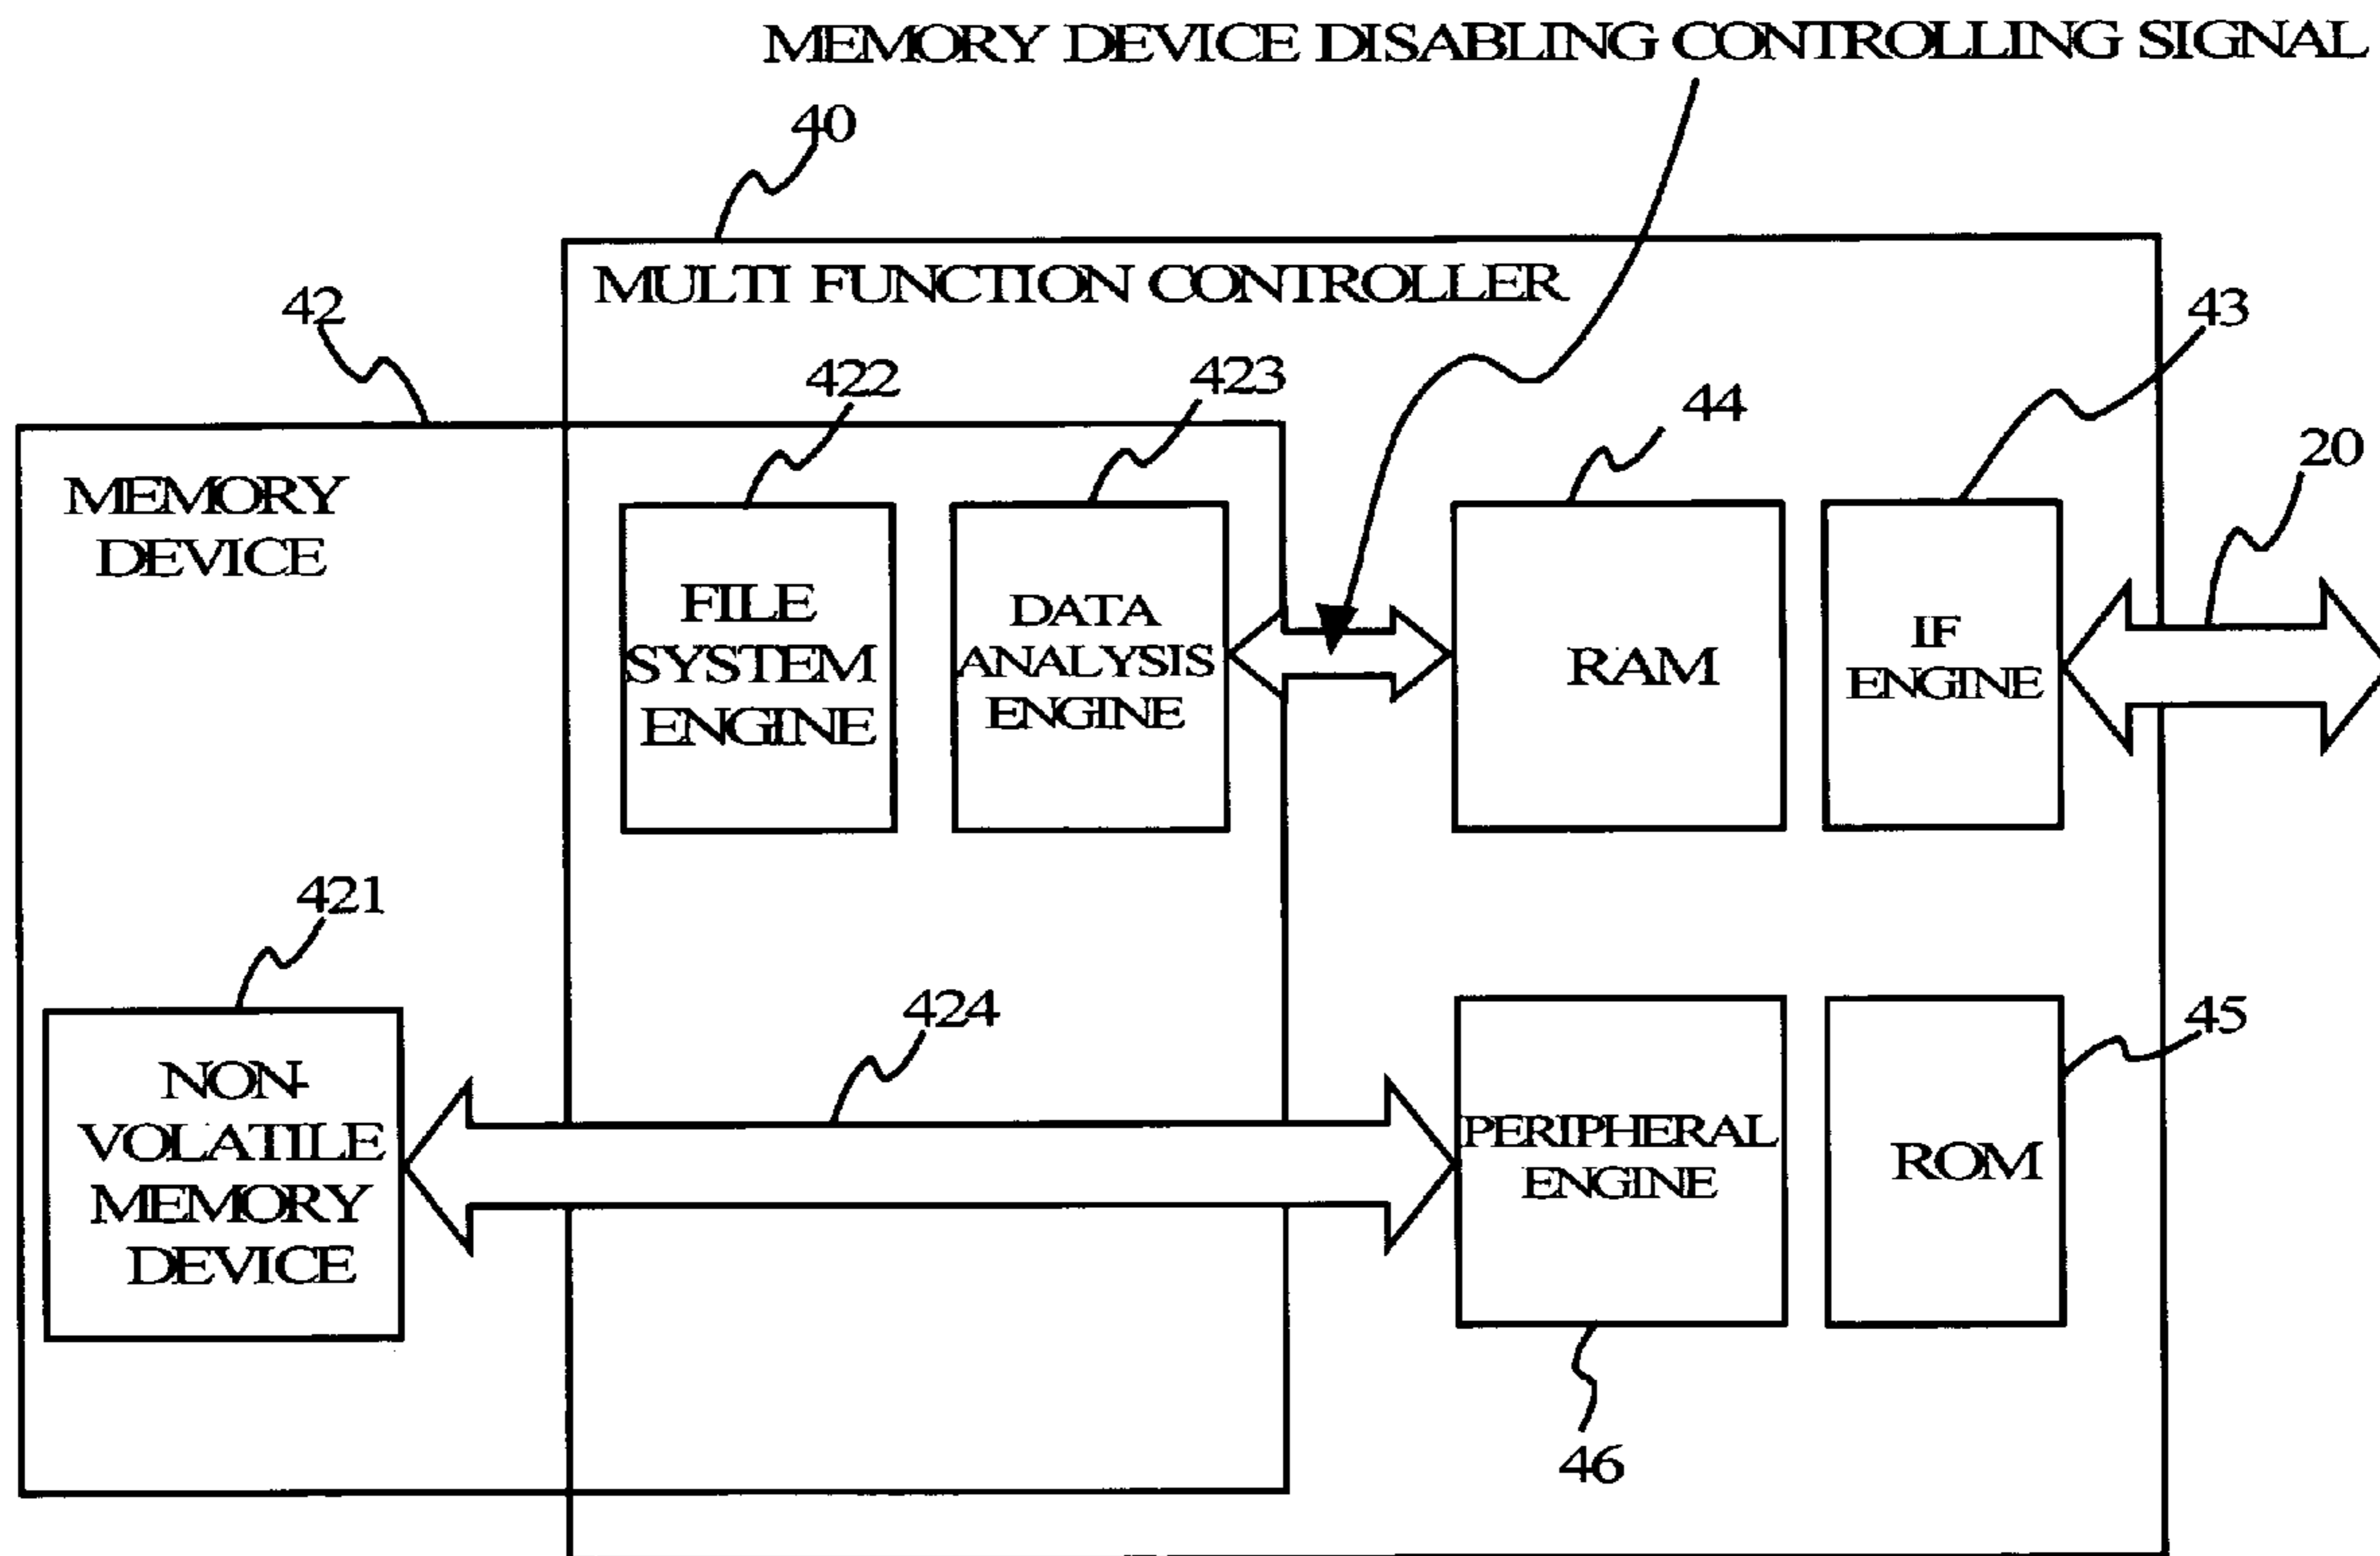 MEMORY DEVICE DISABLING CONTROLLING SIGNAL
40
MULTI FUNCTION CONTROLLER
42
43
422
423
44
20
MEMORY
DEVICE
FILE
SYSTEM
ENGINE
DATA
ANALYSIS
ENGINE
RAM
IF
ENGINE
421
424
45
NON-
VOLATILE
MEMORY
DEVICE
PERIPHERAL
ENGINE
ROM
46